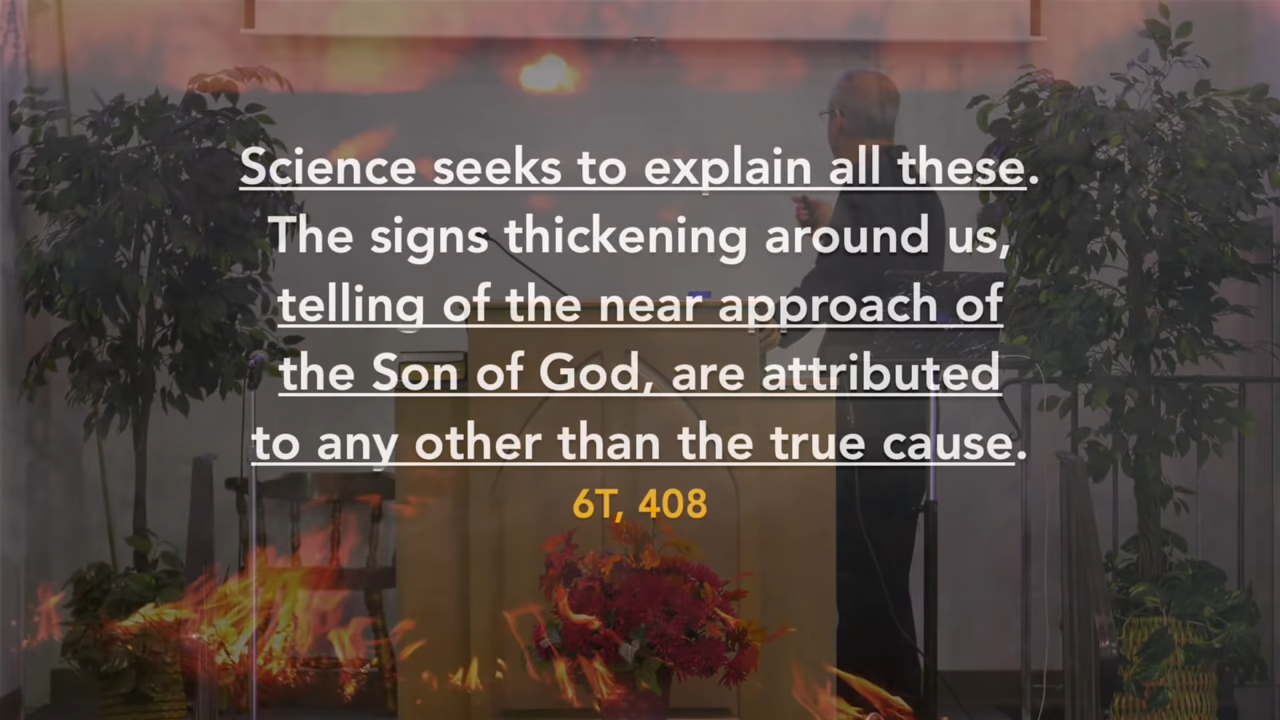 Science seeks to explain all these.
The signs thickening around us,
telling of the near approach of
the Son of God, are attributed
to any other than the true cause.
6T, 408